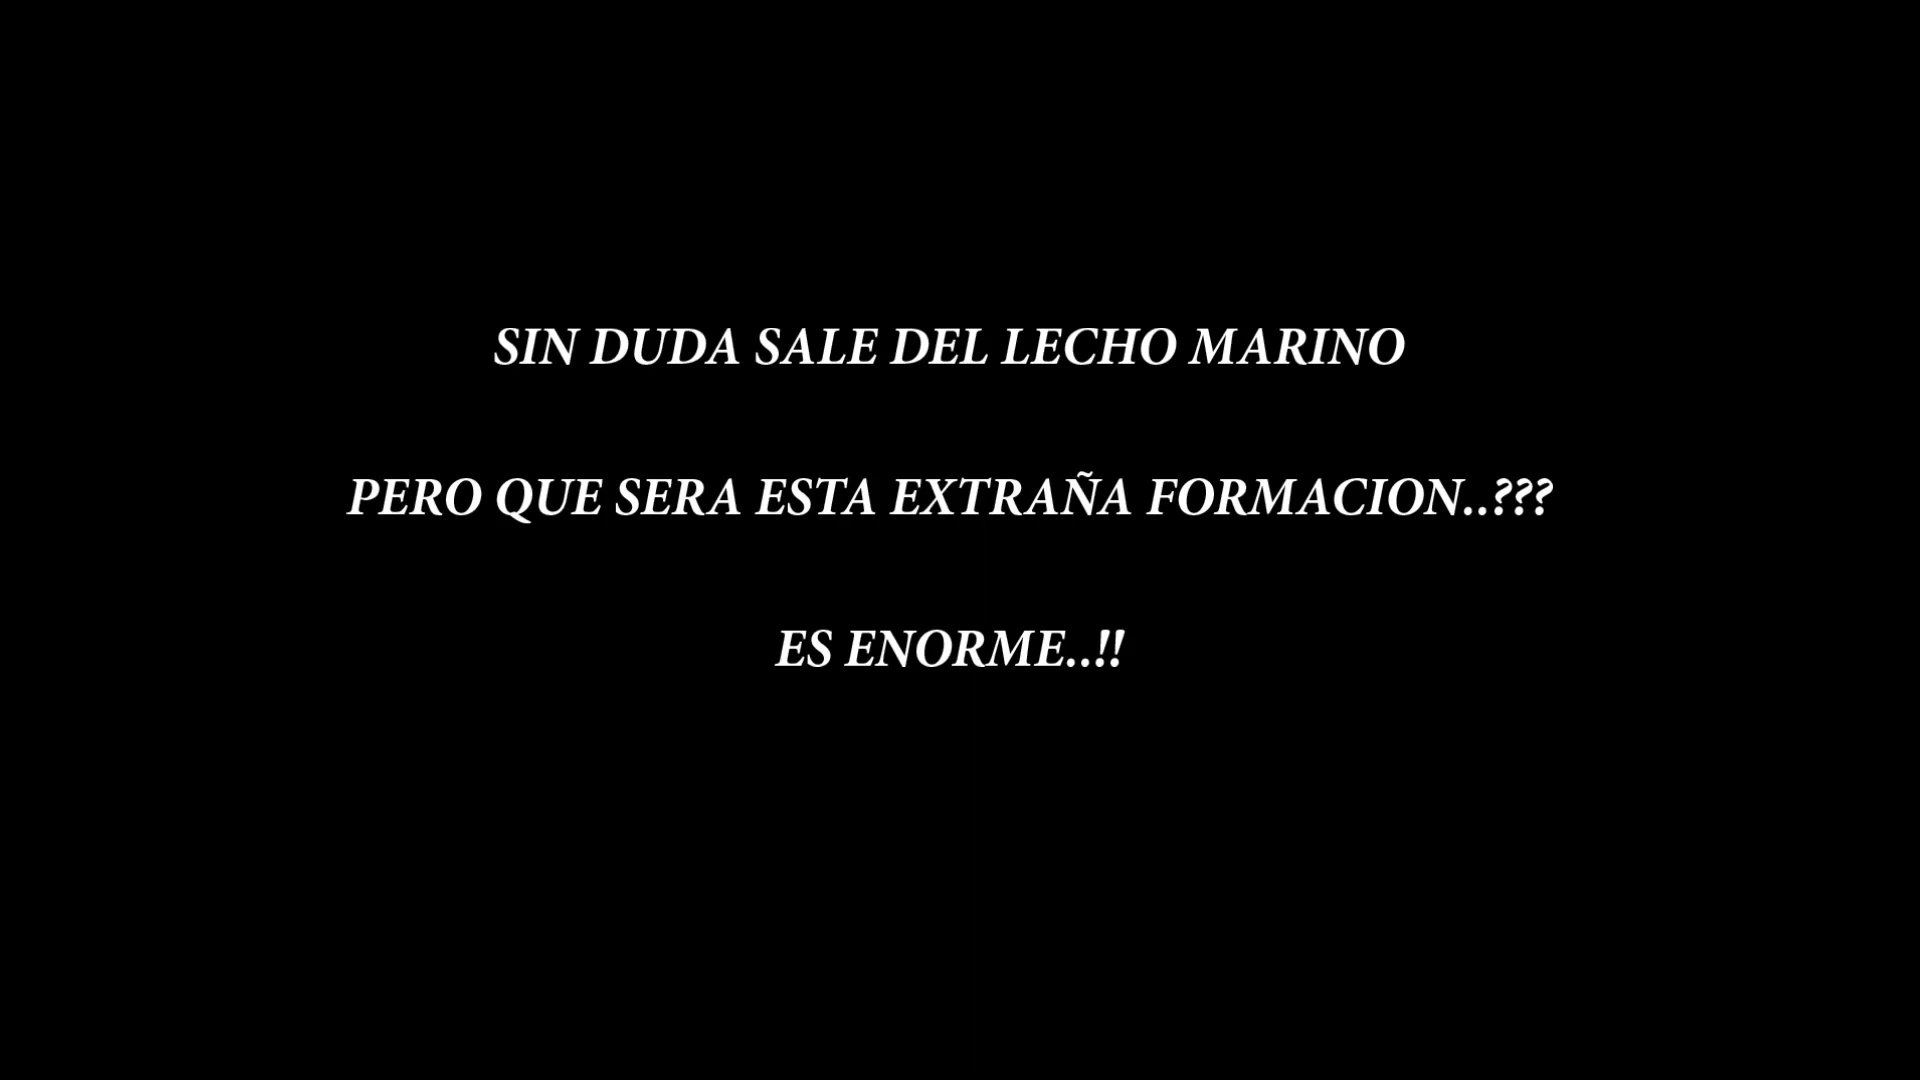 SIN DUDA SALE DEL LECHO MARINO
PERO QUE SERA ESTA EXTRAÑA FORMACION..???
ES ENORME..!!